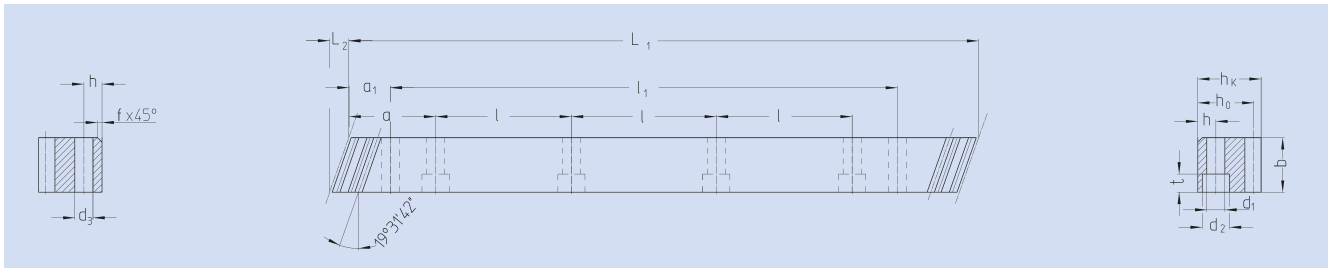 L₂
L₁
h
a₁
l₁
f x 45°
a
l
l
l
d₃
19°31'42"
hₖ
h₀
h
b
t
d₁
d₂